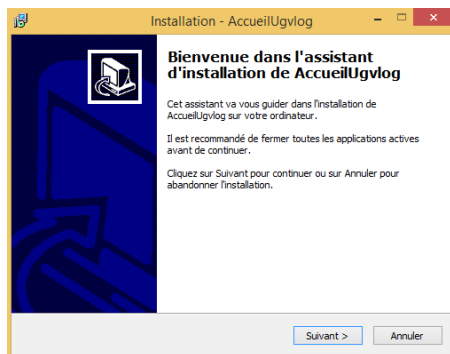 Installation - AccueilUgvlog
Bienvenue dans l'assistant
d'installation de AccueilUgvlog
Cet assistant va vous guider dans l'installation de
AccueilUgvlog sur votre ordinateur.
Il est recommandé de fermer toutes les applications actives
avant de continuer.
Cliquez sur Suivant pour continuer ou sur Annuler pour
abandonner l'installation.
Suivant > Annuler